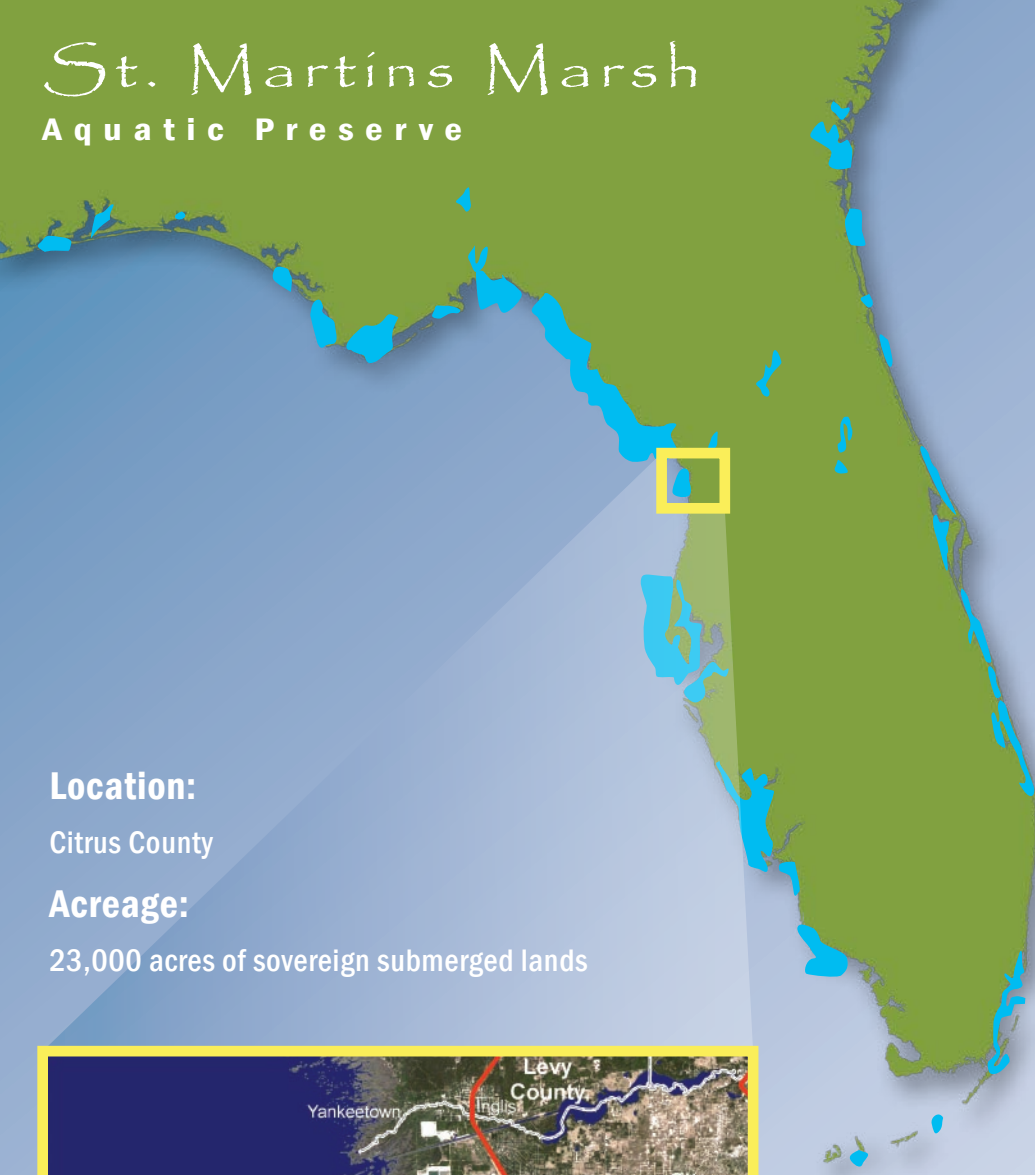 St. Martins Marsh
Aquatic Preserve
Location:
Citrus County
Acreage:
23,000 acres of sovereign submerged lands
Levy
County
Yankeetown
Inglis